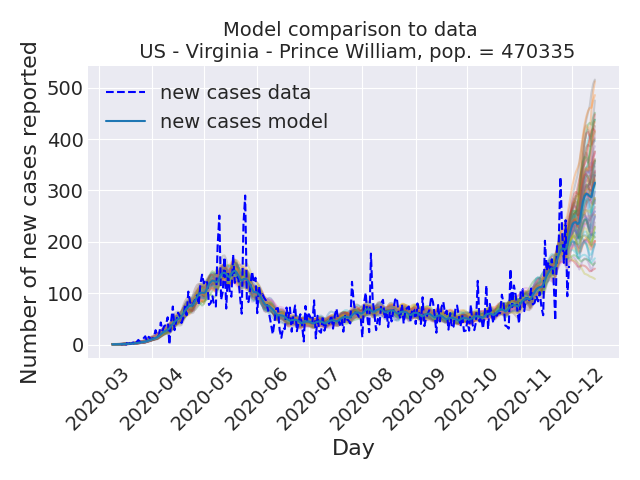 Model comparison to data
US - Virginia - Prince William, pop. = 470335
Number of new cases reported
500
400
300
200
100
0
new cases data
new cases model
2020-03
2020-04
2020-05
2020-06
2020-07
2020-08
2020-09
2020-10
2020-11
2020-12
Day